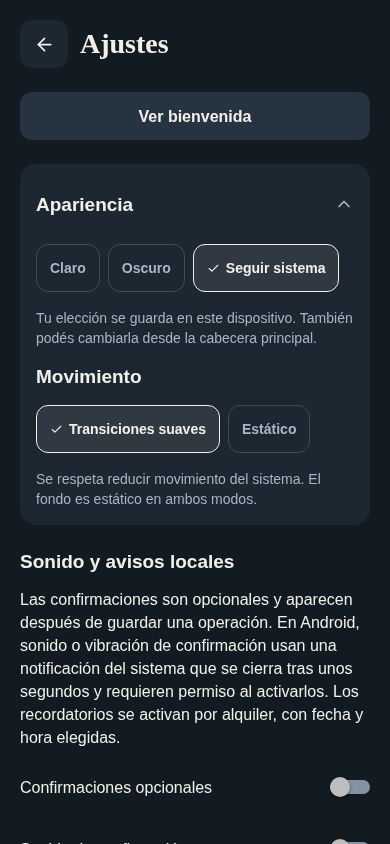 Ajustes
Ver bienvenida
Apariencia
Claro
Oscuro
Seguir sistema
Tu elección se guarda en este dispositivo. También
podés cambiarla desde la cabecera principal.
Movimiento
Transiciones suaves
Estático
Se respeta reducir movimiento del sistema. El
fondo es estático en ambos modos.
Sonido y avisos locales
Las confirmaciones son opcionales y aparecen
después de guardar una operación. En Android,
sonido o vibración de confirmación usan una
notificación del sistema que se cierra tras unos
segundos y requieren permiso al activarlos. Los
recordatorios se activan por alquiler, con fecha y
hora elegidas.
Confirmaciones opcionales